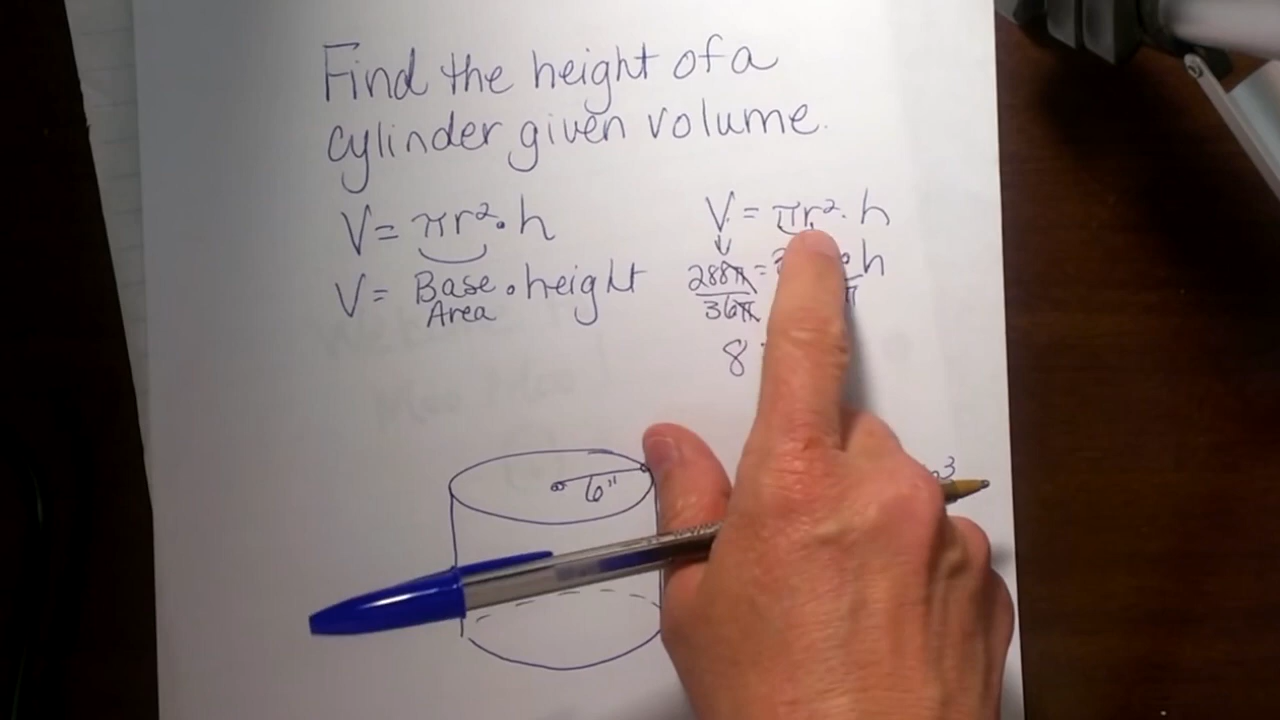 Find the height of a
cylinder given volume.
V = πr²·h
V = Base Area · height
V = πr²·h
288π =
36π
h
8
6"